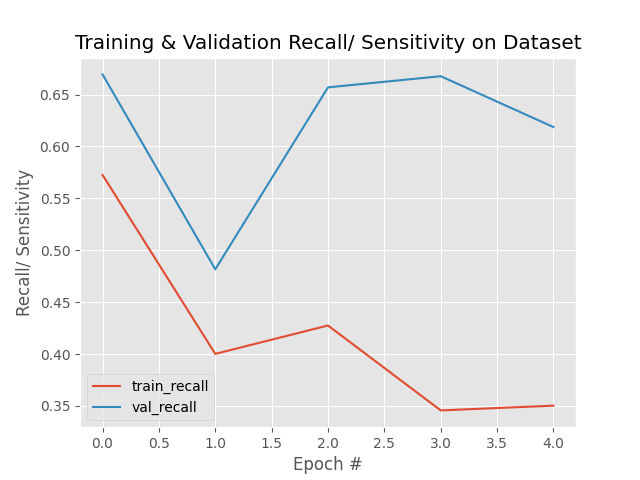 Training & Validation Recall/ Sensitivity on Dataset
Recall/ Sensitivity
0.65
0.60
0.55
0.50
0.45
0.40
0.35
train_recall
val_recall
0.0 0.5 1.0 1.5 2.0 2.5 3.0 3.5 4.0
Epoch #